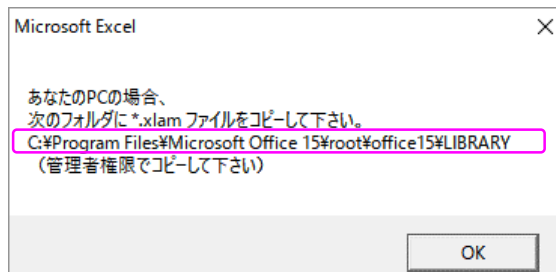 Microsoft Excel
あなたのPCの場合、
次のフォルダに *.xlam ファイルをコピーして下さい。
C:¥Program Files¥Microsoft Office 15¥root¥office15¥LIBRARY
（管理者権限でコピーして下さい）
OK